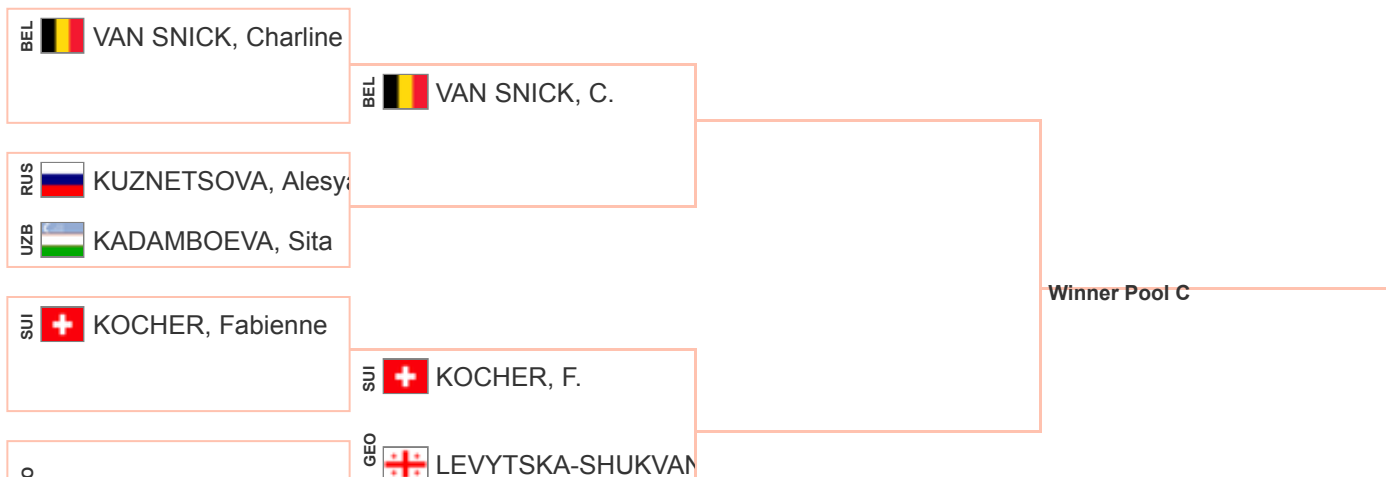 BEL VAN SNICK, Charline
BEL VAN SNICK, C.
RUS KUZNETSOVA, Alesya
UZB KADAMBOEVA, Sita
Winner Pool C
SUI KOCHER, Fabienne
SUI KOCHER, F.
GEO LEVYTSKA-SHUKVAN